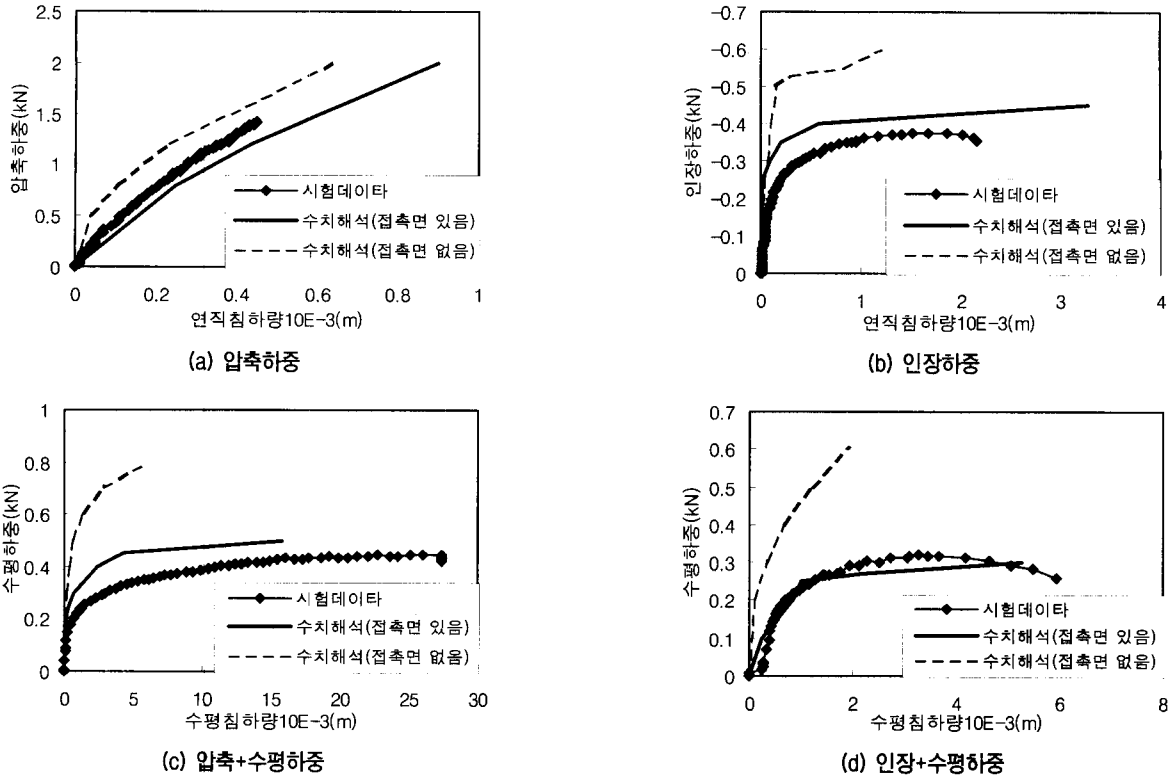 2.5
2
1.5
1
0.5
0
압축하중(kN)
시험데이타
수치해석(접촉면 있음)
수치해석(접촉면 없음)
0 0.2 0.4 0.6 0.8 1
연직침하량10E-3(m)
(a) 압축하중
-0.7
-0.6
-0.5
-0.4
-0.3
-0.2
-0.1
0
인장하중(kN)
시험데이타
수치해석(접촉면 있음)
수치해석(접촉면 없음)
0 1 2 3 4
연직침하량10E-3(m)
(b) 인장하중
1
0.8
0.6
0.4
0.2
0
수평하중(kN)
시험데이타
수치해석(접촉면 있음)
수치해석(접촉면 없음)
0 5 10 15 20 25 30
수평침하량10E-3(m)
(c) 압축+수평하중
0.7
0.6
0.5
0.4
0.3
0.2
0.1
0
수평하중(kN)
시험데이타
수치해석(접촉면 있음)
수치해석(접촉면 없음)
0 2 4 6 8
수평침하량10E-3(m)
(d) 인장+수평하중